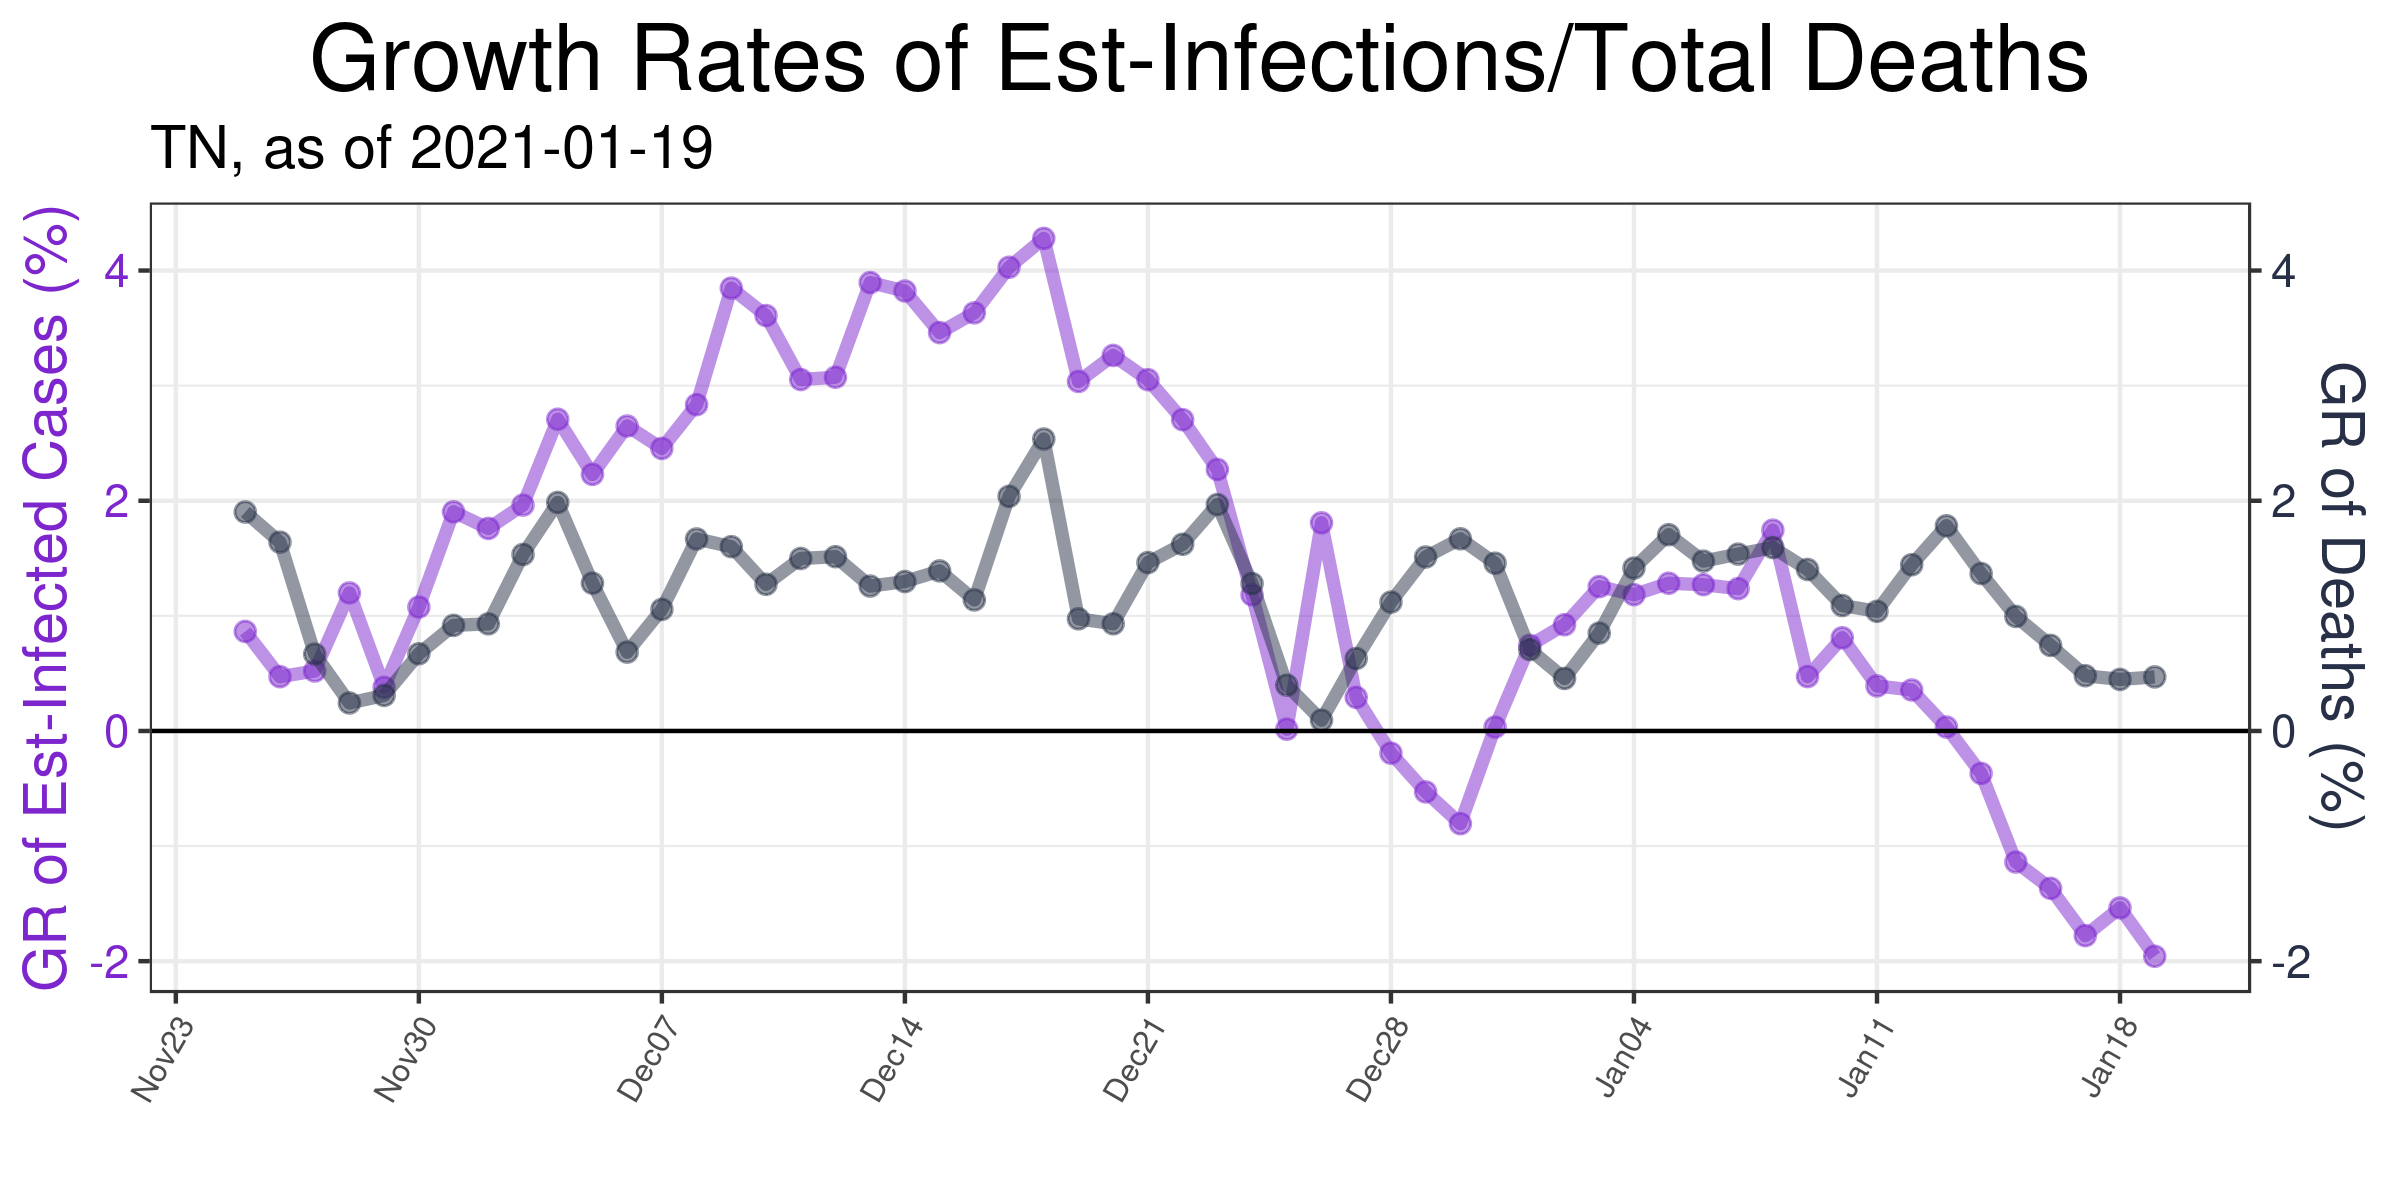 Growth Rates of Est-Infections/Total Deaths
TN, as of 2021-01-19
GR of Est-Infected Cases (%)
4
2
0
-2
4
2
0
-2
GR of Deaths (%)
Nov23
Nov30
Dec07
Dec14
Dec21
Dec28
Jan04
Jan11
Jan18